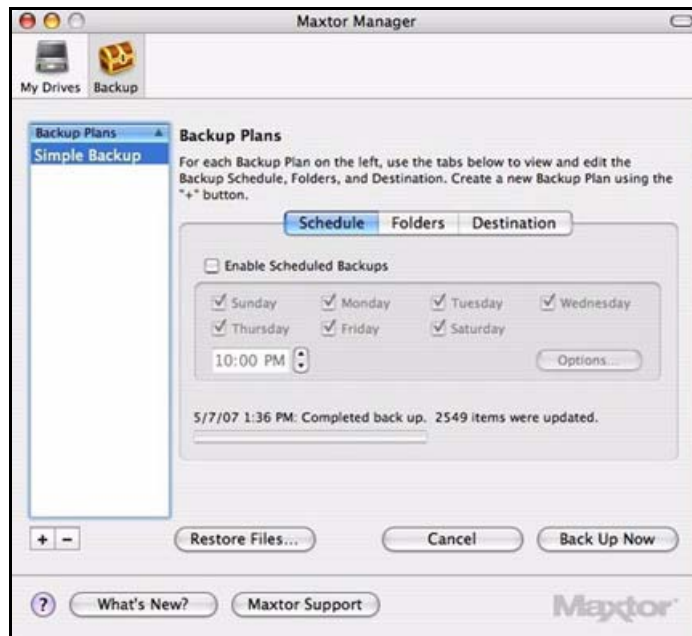 Maxtor Manager
My Drives Backup
Backup Plans
Simple Backup
Backup Plans
For each Backup Plan on the left, use the tabs below to view and edit the
Backup Schedule, Folders, and Destination. Create a new Backup Plan using the
"+" button.
Schedule Folders Destination
Enable Scheduled Backups
Sunday Monday Tuesday Wednesday
Thursday Friday Saturday
10:00 PM Options...
5/7/07 1:36 PM: Completed back up. 2549 items were updated.
+ - Restore Files... Cancel Back Up Now
? What's New? Maxtor Support Maxtor